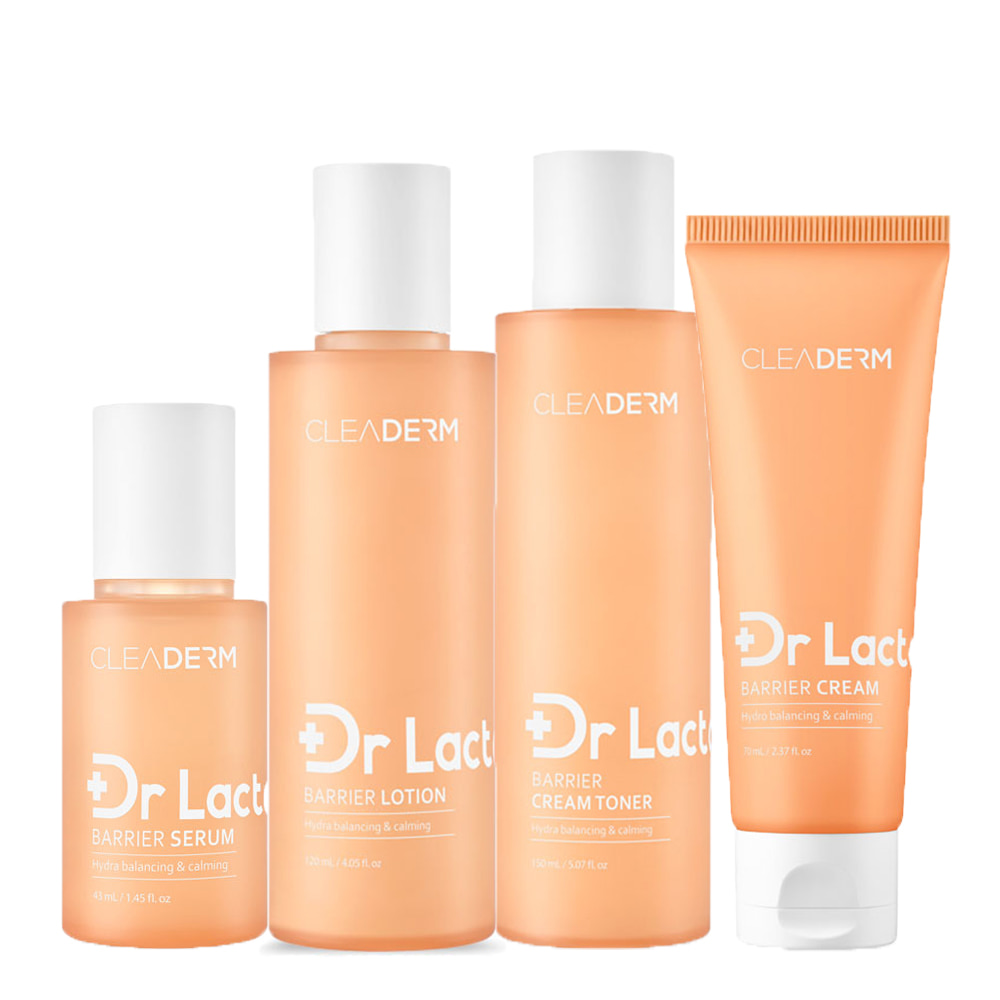 CLEADERM
Dr Lact
BARRIER SERUM
Hydra balancing & calming
43 mL / 1.45 fl. oz
CLEADERM
Dr Lact
BARRIER LOTION
Hydra balancing & calming
120 mL / 4.05 fl. oz
CLEADERM
Dr Lact
BARRIER
CREAM TONER
Hydra balancing & calming
150 mL / 5.07 fl. oz
CLEADERM
Dr Lact
BARRIER CREAM
Hydro balancing & calming
70 mL / 2.37 fl. oz